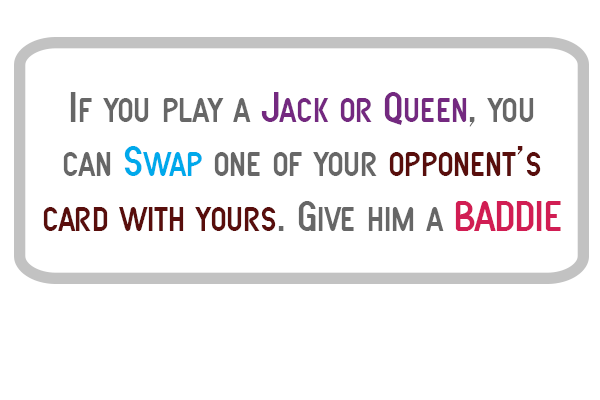 If you play a Jack or Queen, you
can Swap one of your opponent's
card with yours. Give him a BADDIE